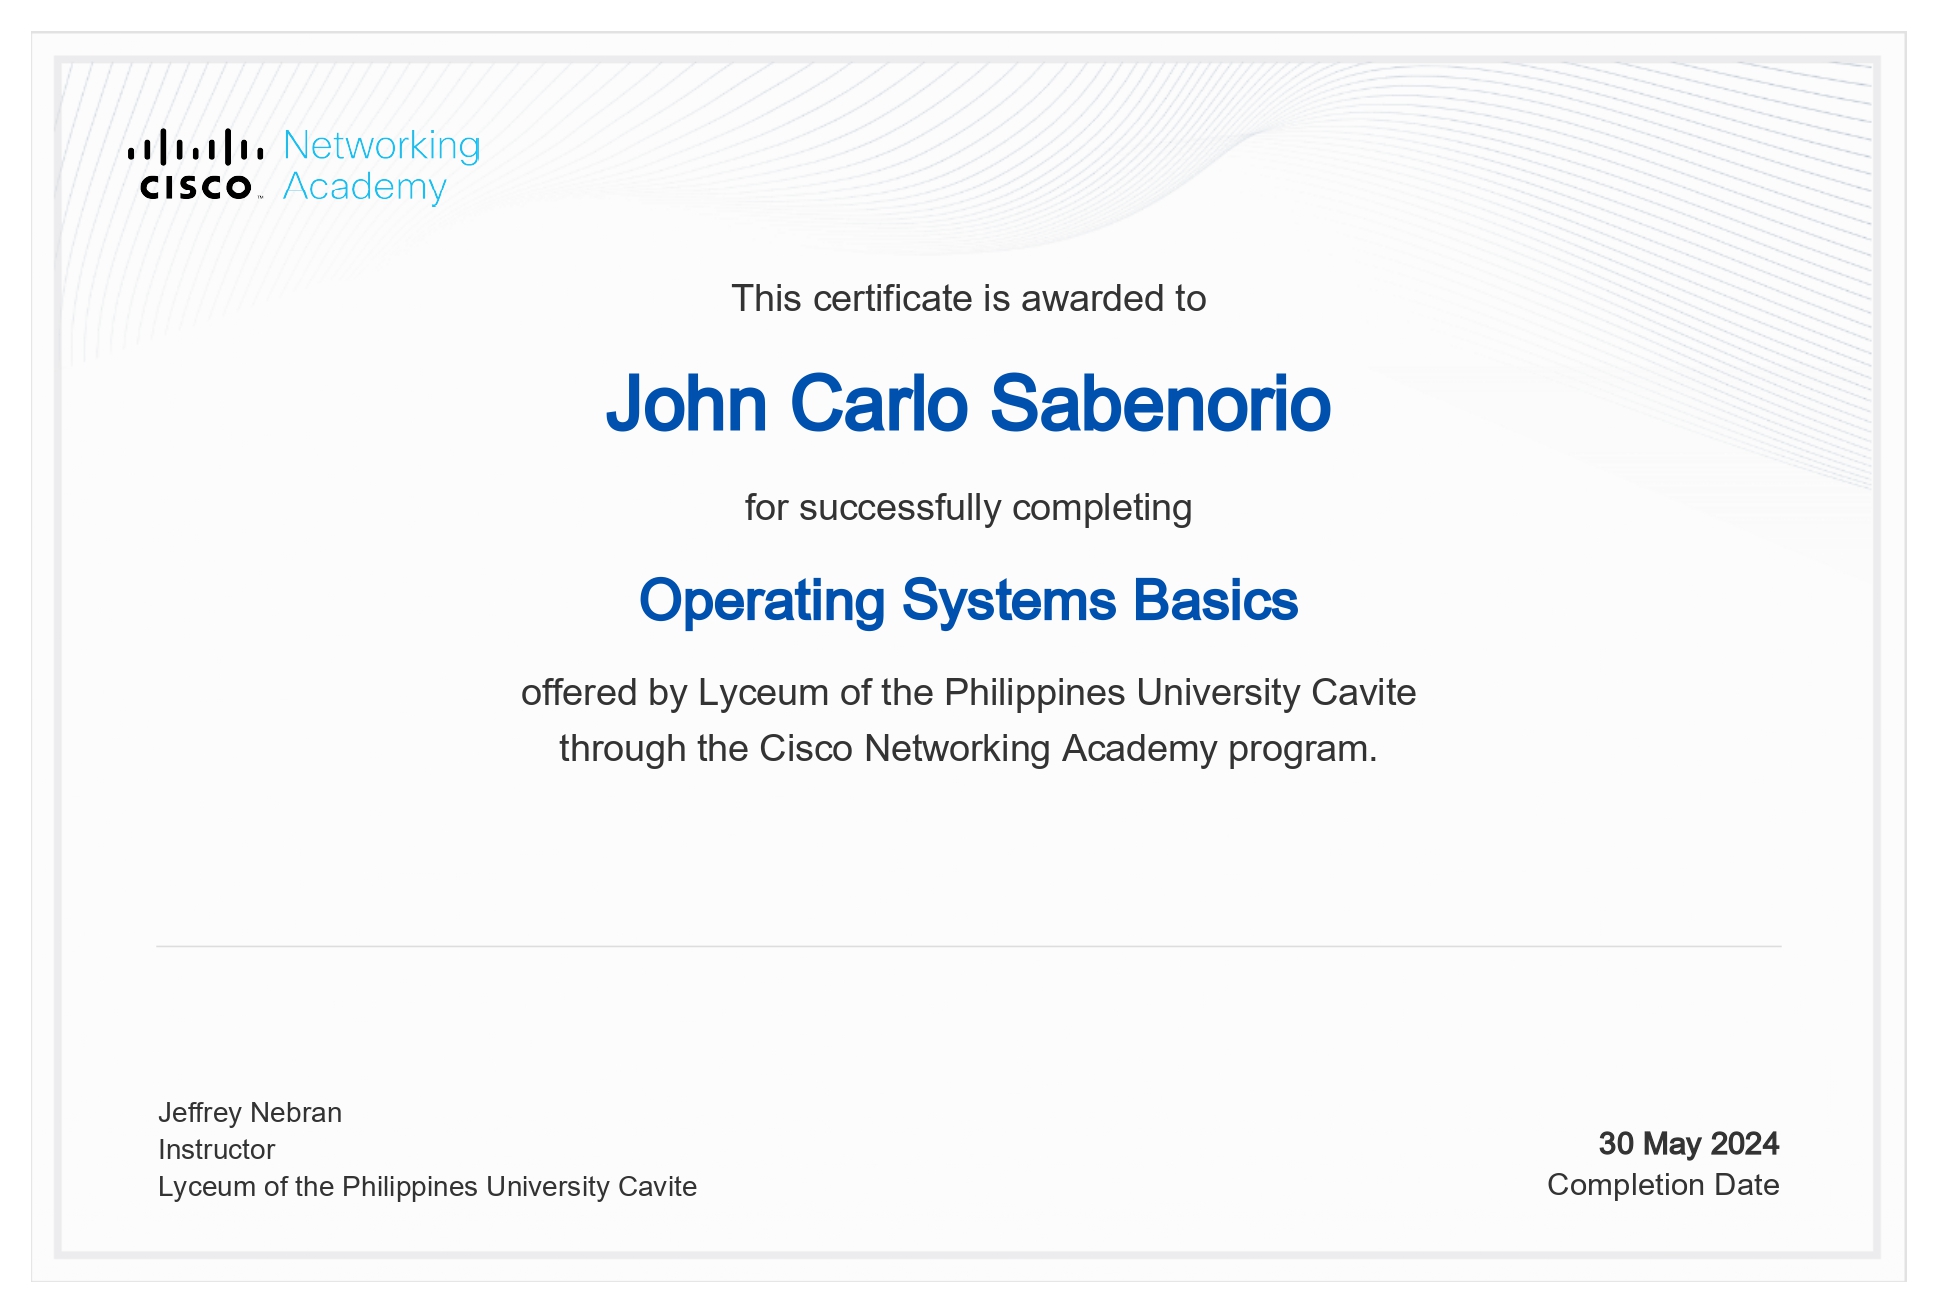 Networking
Academy
CISCO™
This certificate is awarded to
John Carlo Sabenorio
for successfully completing
Operating Systems Basics
offered by Lyceum of the Philippines University Cavite
through the Cisco Networking Academy program.
Jeffrey Nebran
Instructor
Lyceum of the Philippines University Cavite
30 May 2024
Completion Date